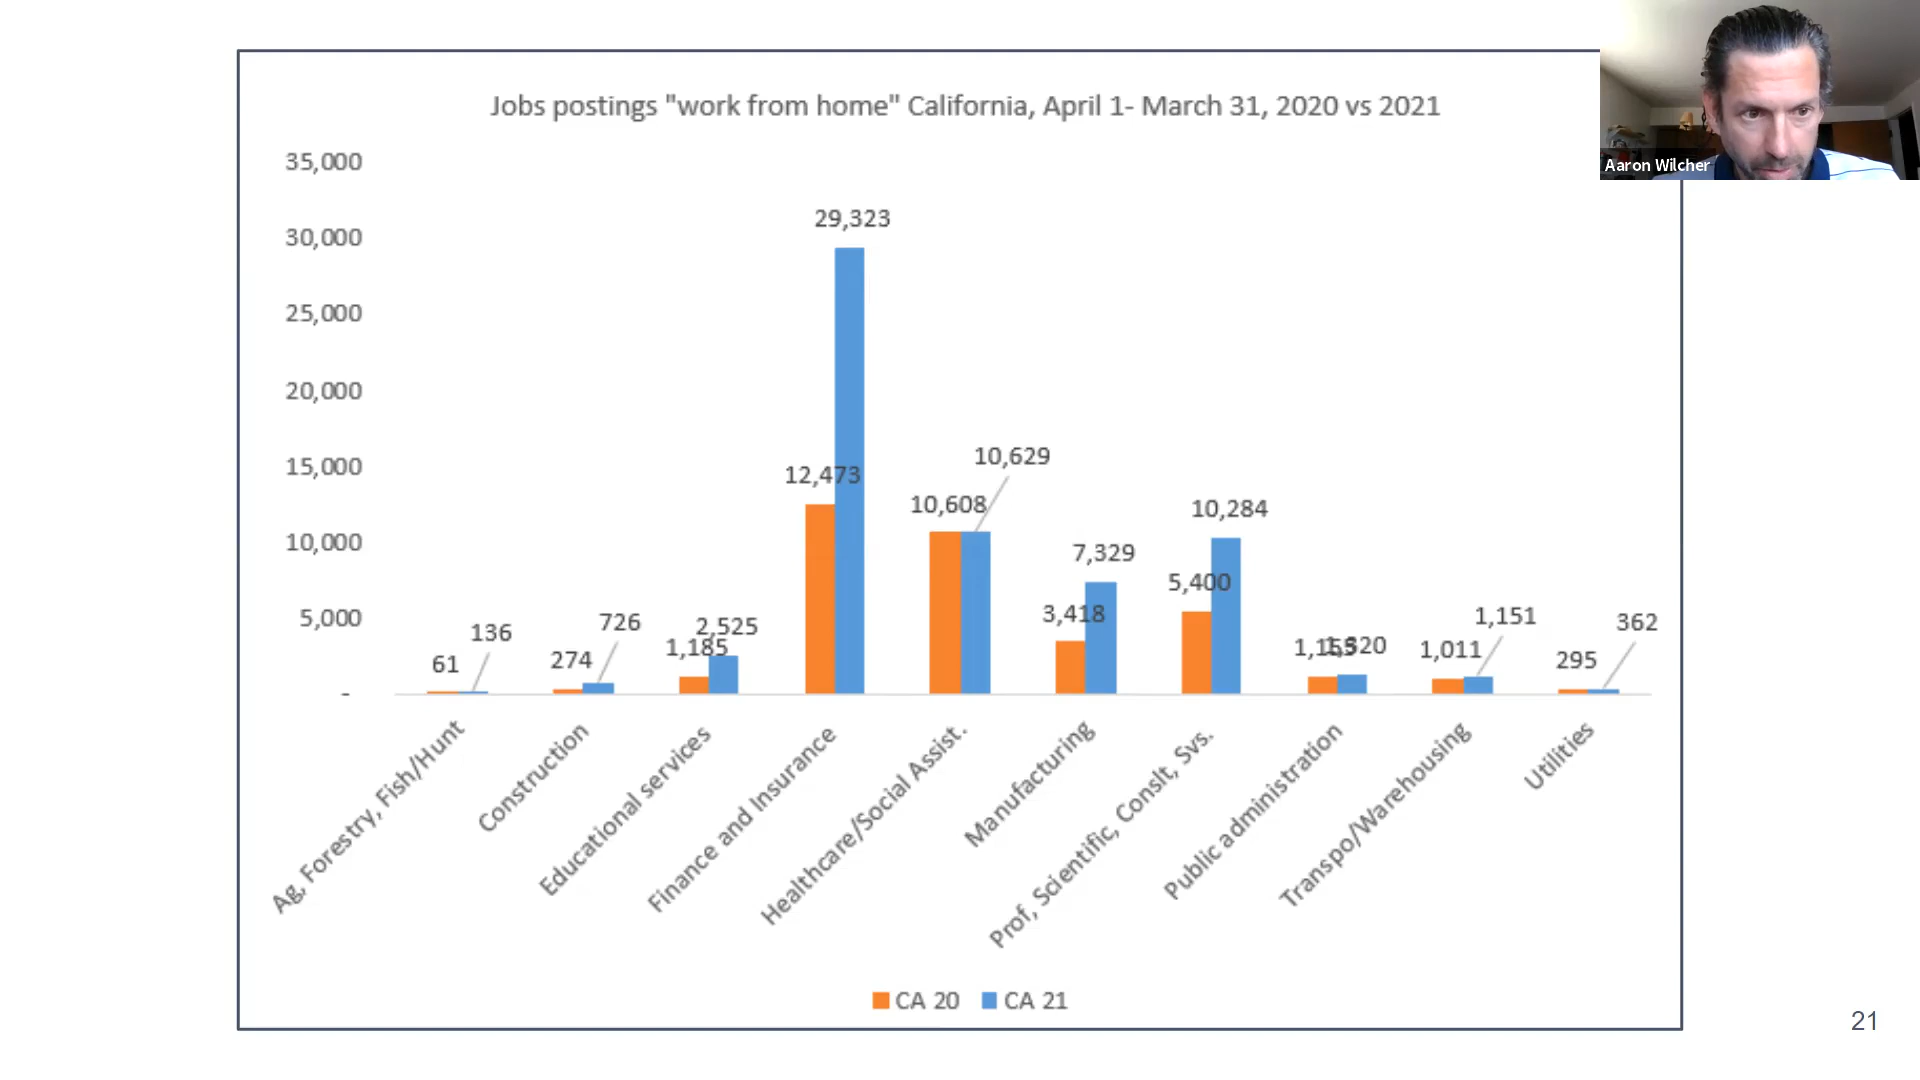 Jobs postings "work from home" California, April 1- March 31, 2020 vs 2021
Aaron Wilcher
35,000
30,000
25,000
20,000
15,000
10,000
5,000
-
61
136
274
726
1,185
2,525
12,473
29,323
10,608
10,629
3,418
7,329
5,400
10,284
1,320
1,011
1,151
295
362
Ag, Forestry, Fish/Hunt
Construction
Educational services
Finance and Insurance
Healthcare/Social Assist.
Manufacturing
Prof, Scientific, Conslt, Svs.
Public administration
Transpo/Warehousing
Utilities
CA 20
CA 21
21